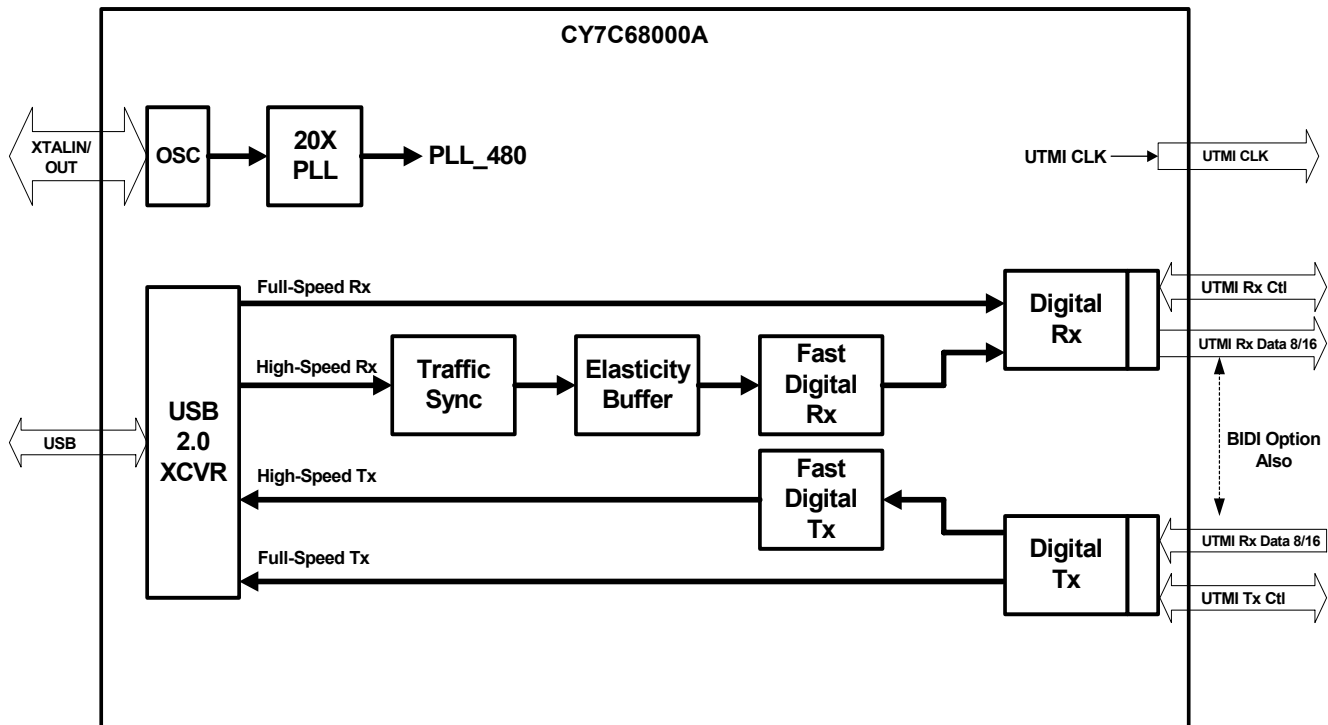 CY7C68000A
XTALIN/
OUT
OSC
20X
PLL
PLL_480
UTMI CLK
UTMI CLK
Full-Speed Rx
Digital
Rx
UTMI Rx Ctl
UTMI Rx Data 8/16
High-Speed Rx
Traffic
Sync
Elasticity
Buffer
Fast
Digital
Rx
USB
USB
2.0
XCVR
BIDI Option
Also
High-Speed Tx
Fast
Digital
Tx
Full-Speed Tx
Digital
Tx
UTMI Rx Data 8/16
UTMI Tx Ctl